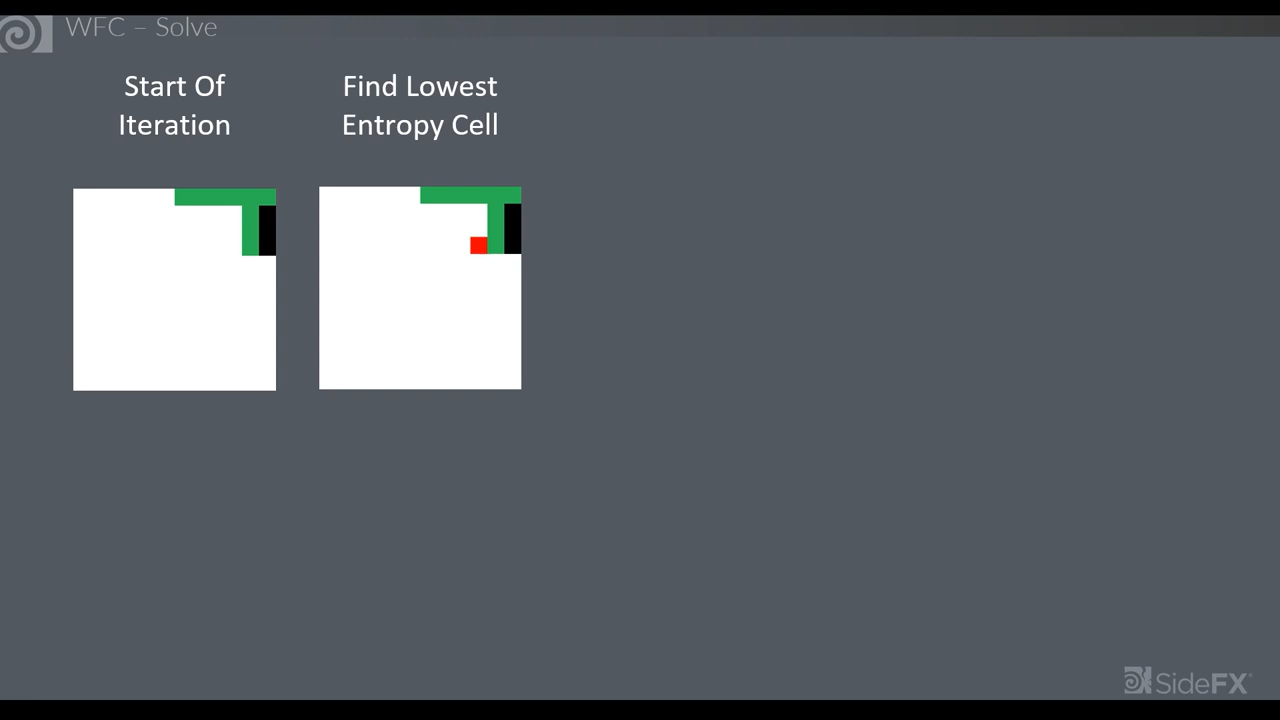 WFC – Solve
Start Of
Iteration
Find Lowest
Entropy Cell
SideFX